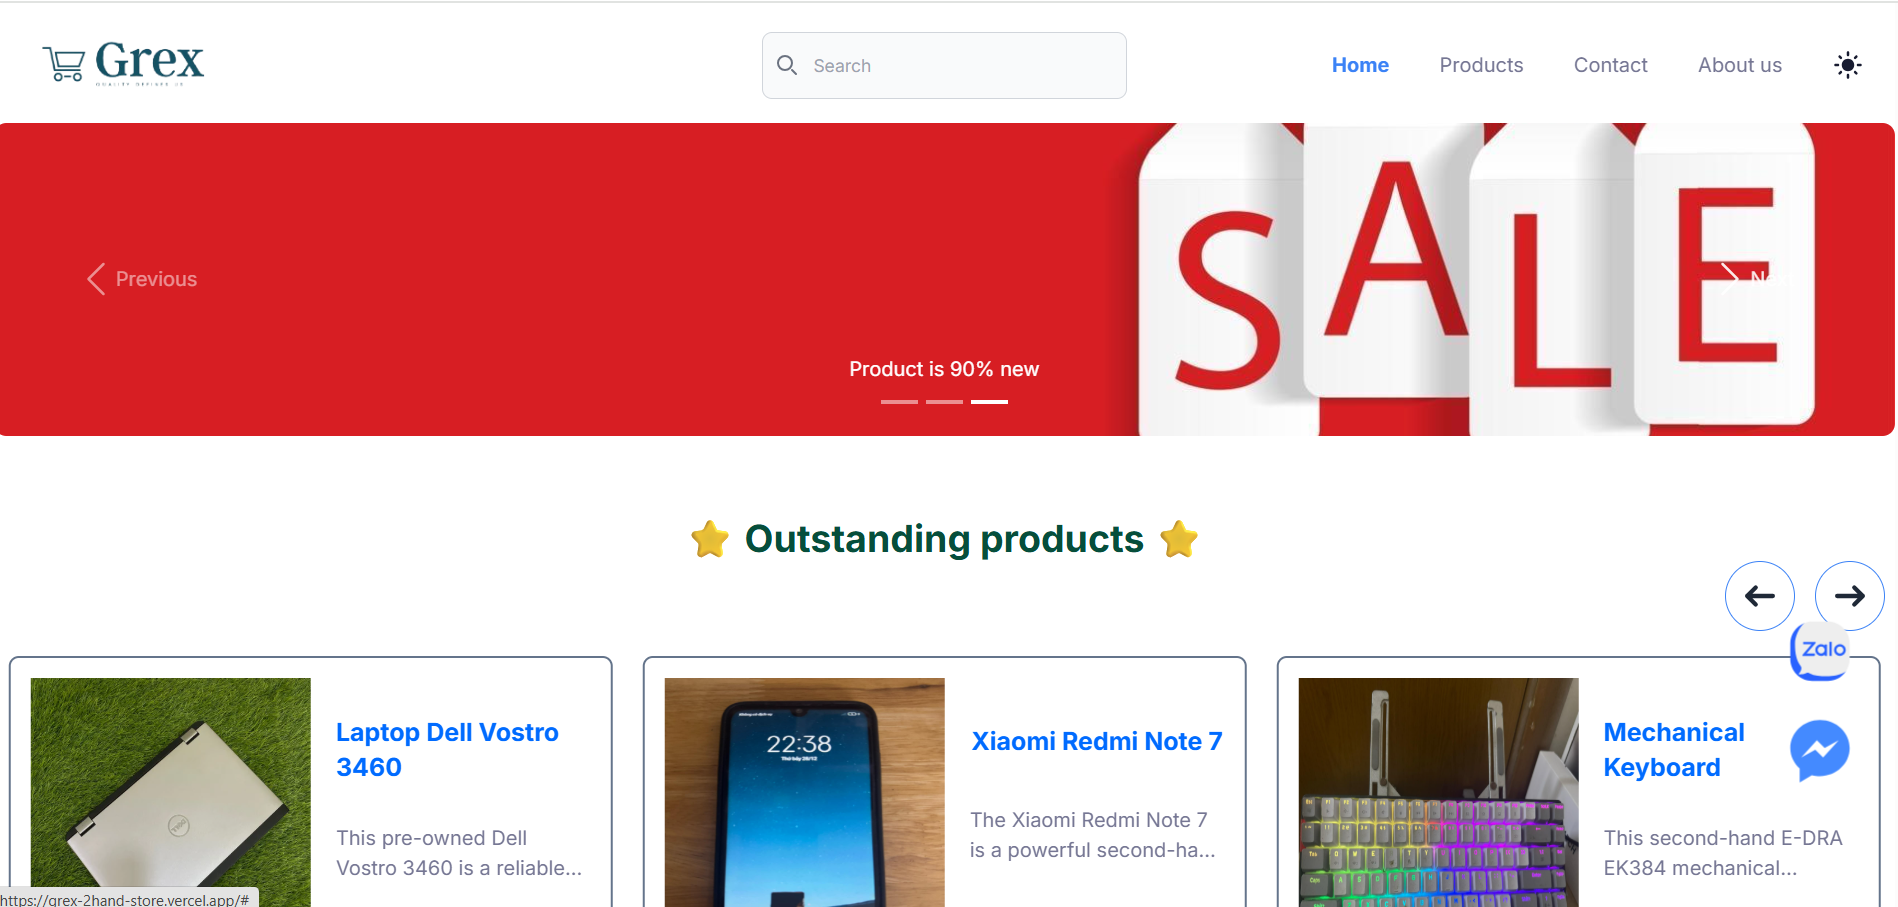 Grex
Search
Home
Products
Contact
About us
SALE
Previous
Product is 90% new
Outstanding products
Zalo
Laptop Dell Vostro
3460
This pre-owned Dell
Vostro 3460 is a reliable...
22:38
Xiaomi Redmi Note 7
The Xiaomi Redmi Note 7
is a powerful second-ha...
Mechanical
Keyboard
This second-hand E-DRA
EK384 mechanical...
https://grex-2hand-store.vercel.app/#